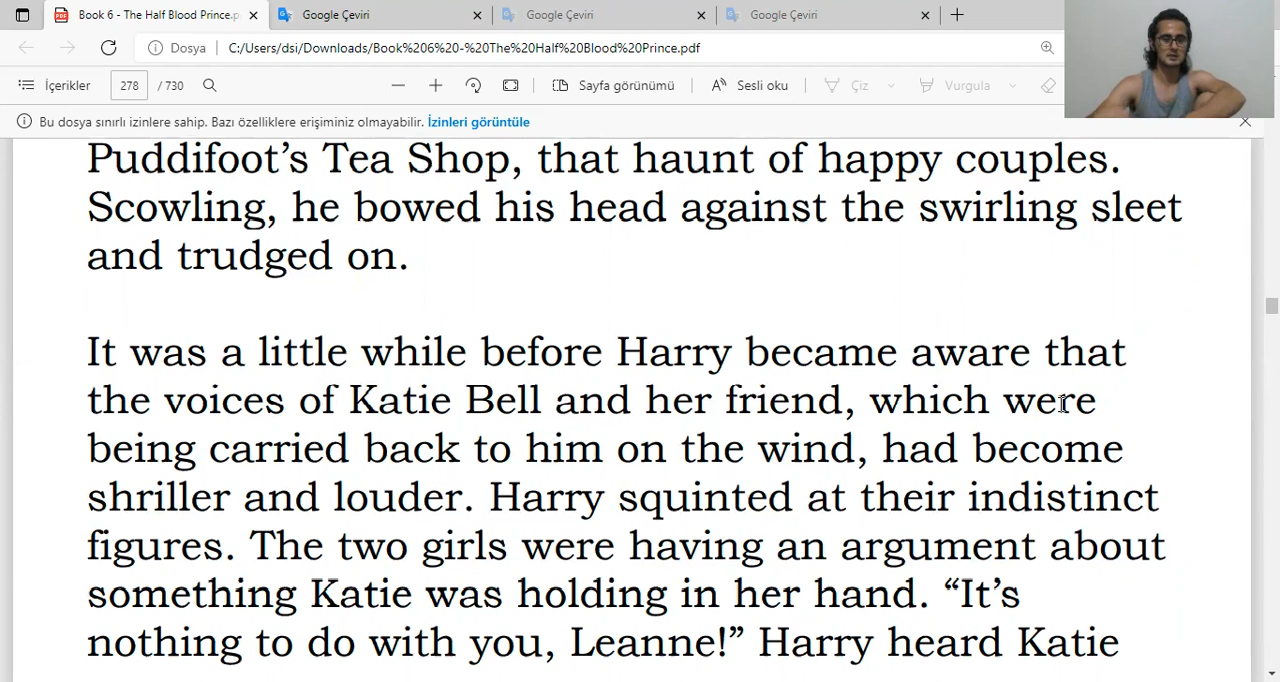 Book 6 - The Half Blood Prince.p
Google Çeviri
Google Çeviri
Google Çeviri
Dosya
C:/Users/dsi/Downloads/Book%206%20-%20The%20Half%20Blood%20Prince.pdf
İçerikler
278 / 730
Sayfa görünümü
Sesli oku
Çiz
Vurgula
Bu dosya sınırlı izinlere sahip. Bazı özelliklere erişiminiz olmayabilir. İzinleri görüntüle
Puddifoot’s Tea Shop, that haunt of happy couples.
Scowling, he bowed his head against the swirling sleet
and trudged on.
It was a little while before Harry became aware that
the voices of Katie Bell and her friend, which were
being carried back to him on the wind, had become
shriller and louder. Harry squinted at their indistinct
figures. The two girls were having an argument about
something Katie was holding in her hand. “It’s
nothing to do with you, Leanne!” Harry heard Katie